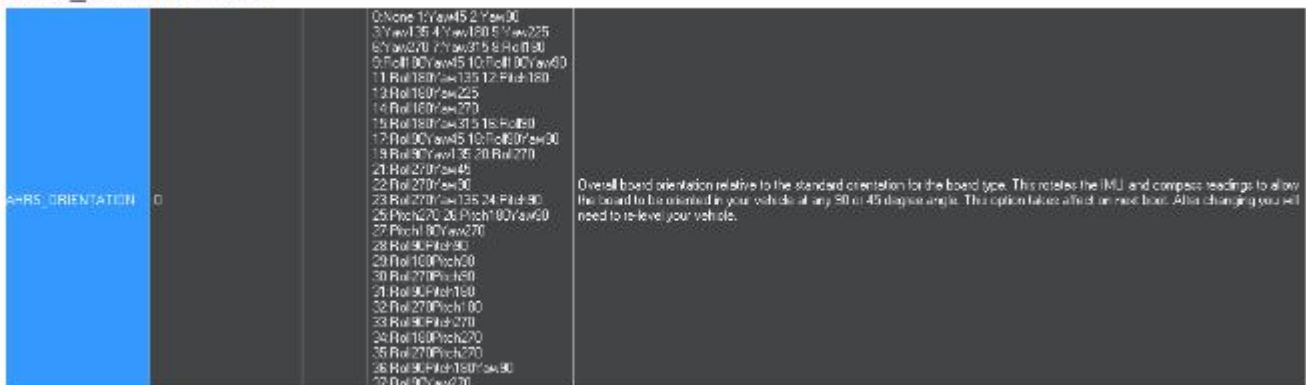 AHRS_ORIENTATION
0
0:None 1:Yaw45 2:Yaw90
3:Yaw135 4:Yaw180 5:Yaw225
6:Yaw270 7:Yaw315 8:Roll180
9:Roll180Yaw45 10:Roll180Yaw90
11:Roll180Yaw135 12:Pitch180
13:Roll180Yaw225
14:Roll180Yaw270
15:Roll180Yaw315 16:Roll90
17:Roll90Yaw45 18:Roll90Yaw90
19:Roll90Yaw135 20:Roll270
21:Roll270Yaw45
22:Roll270Yaw90
23:Roll270Yaw135 24:Pitch90
25:Pitch270 26:Pitch180Yaw90
27:Pitch180Yaw270
28:Roll90Pitch90
29:Roll180Pitch90
30:Roll270Pitch90
31:Roll90Pitch180
32:Roll270Pitch180
33:Roll90Pitch270
34:Roll180Pitch270
35:Roll270Pitch270
36:Roll90Pitch180Yaw90
37:Roll90Yaw270
Overall board orientation relative to the standard orientation for the board type. This rotates the IMU and compass readings to allow
the board to be oriented in your vehicle at any 90 or 45 degree angle. This option takes affect on next boot. After changing you will
need to re-level your vehicle.